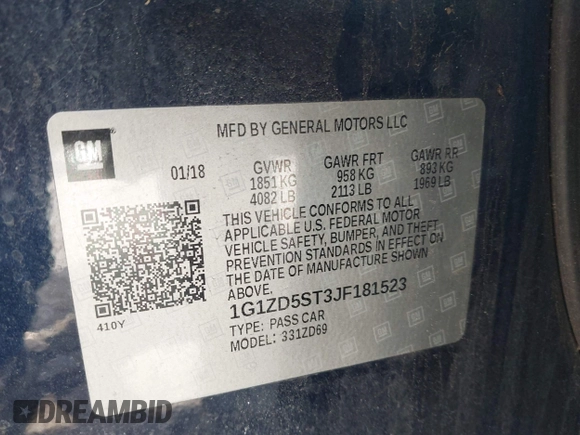 GM
MFD BY GENERAL MOTORS LLC
01/18
GVWR
1851 KG
4082 LB
GAWR FRT
958 KG
2113 LB
GAWR RR
893 KG
1969 LB
THIS VEHICLE CONFORMS TO ALL
APPLICABLE U.S. FEDERAL MOTOR
VEHICLE SAFETY, BUMPER, AND THEFT
PREVENTION STANDARDS IN EFFECT
ON THE DATE OF MANUFACTURE SHOWN
ABOVE.
1G1ZD5ST3JF181523
TYPE: PASS CAR
MODEL: 331ZD69
410Y
DREAMBID